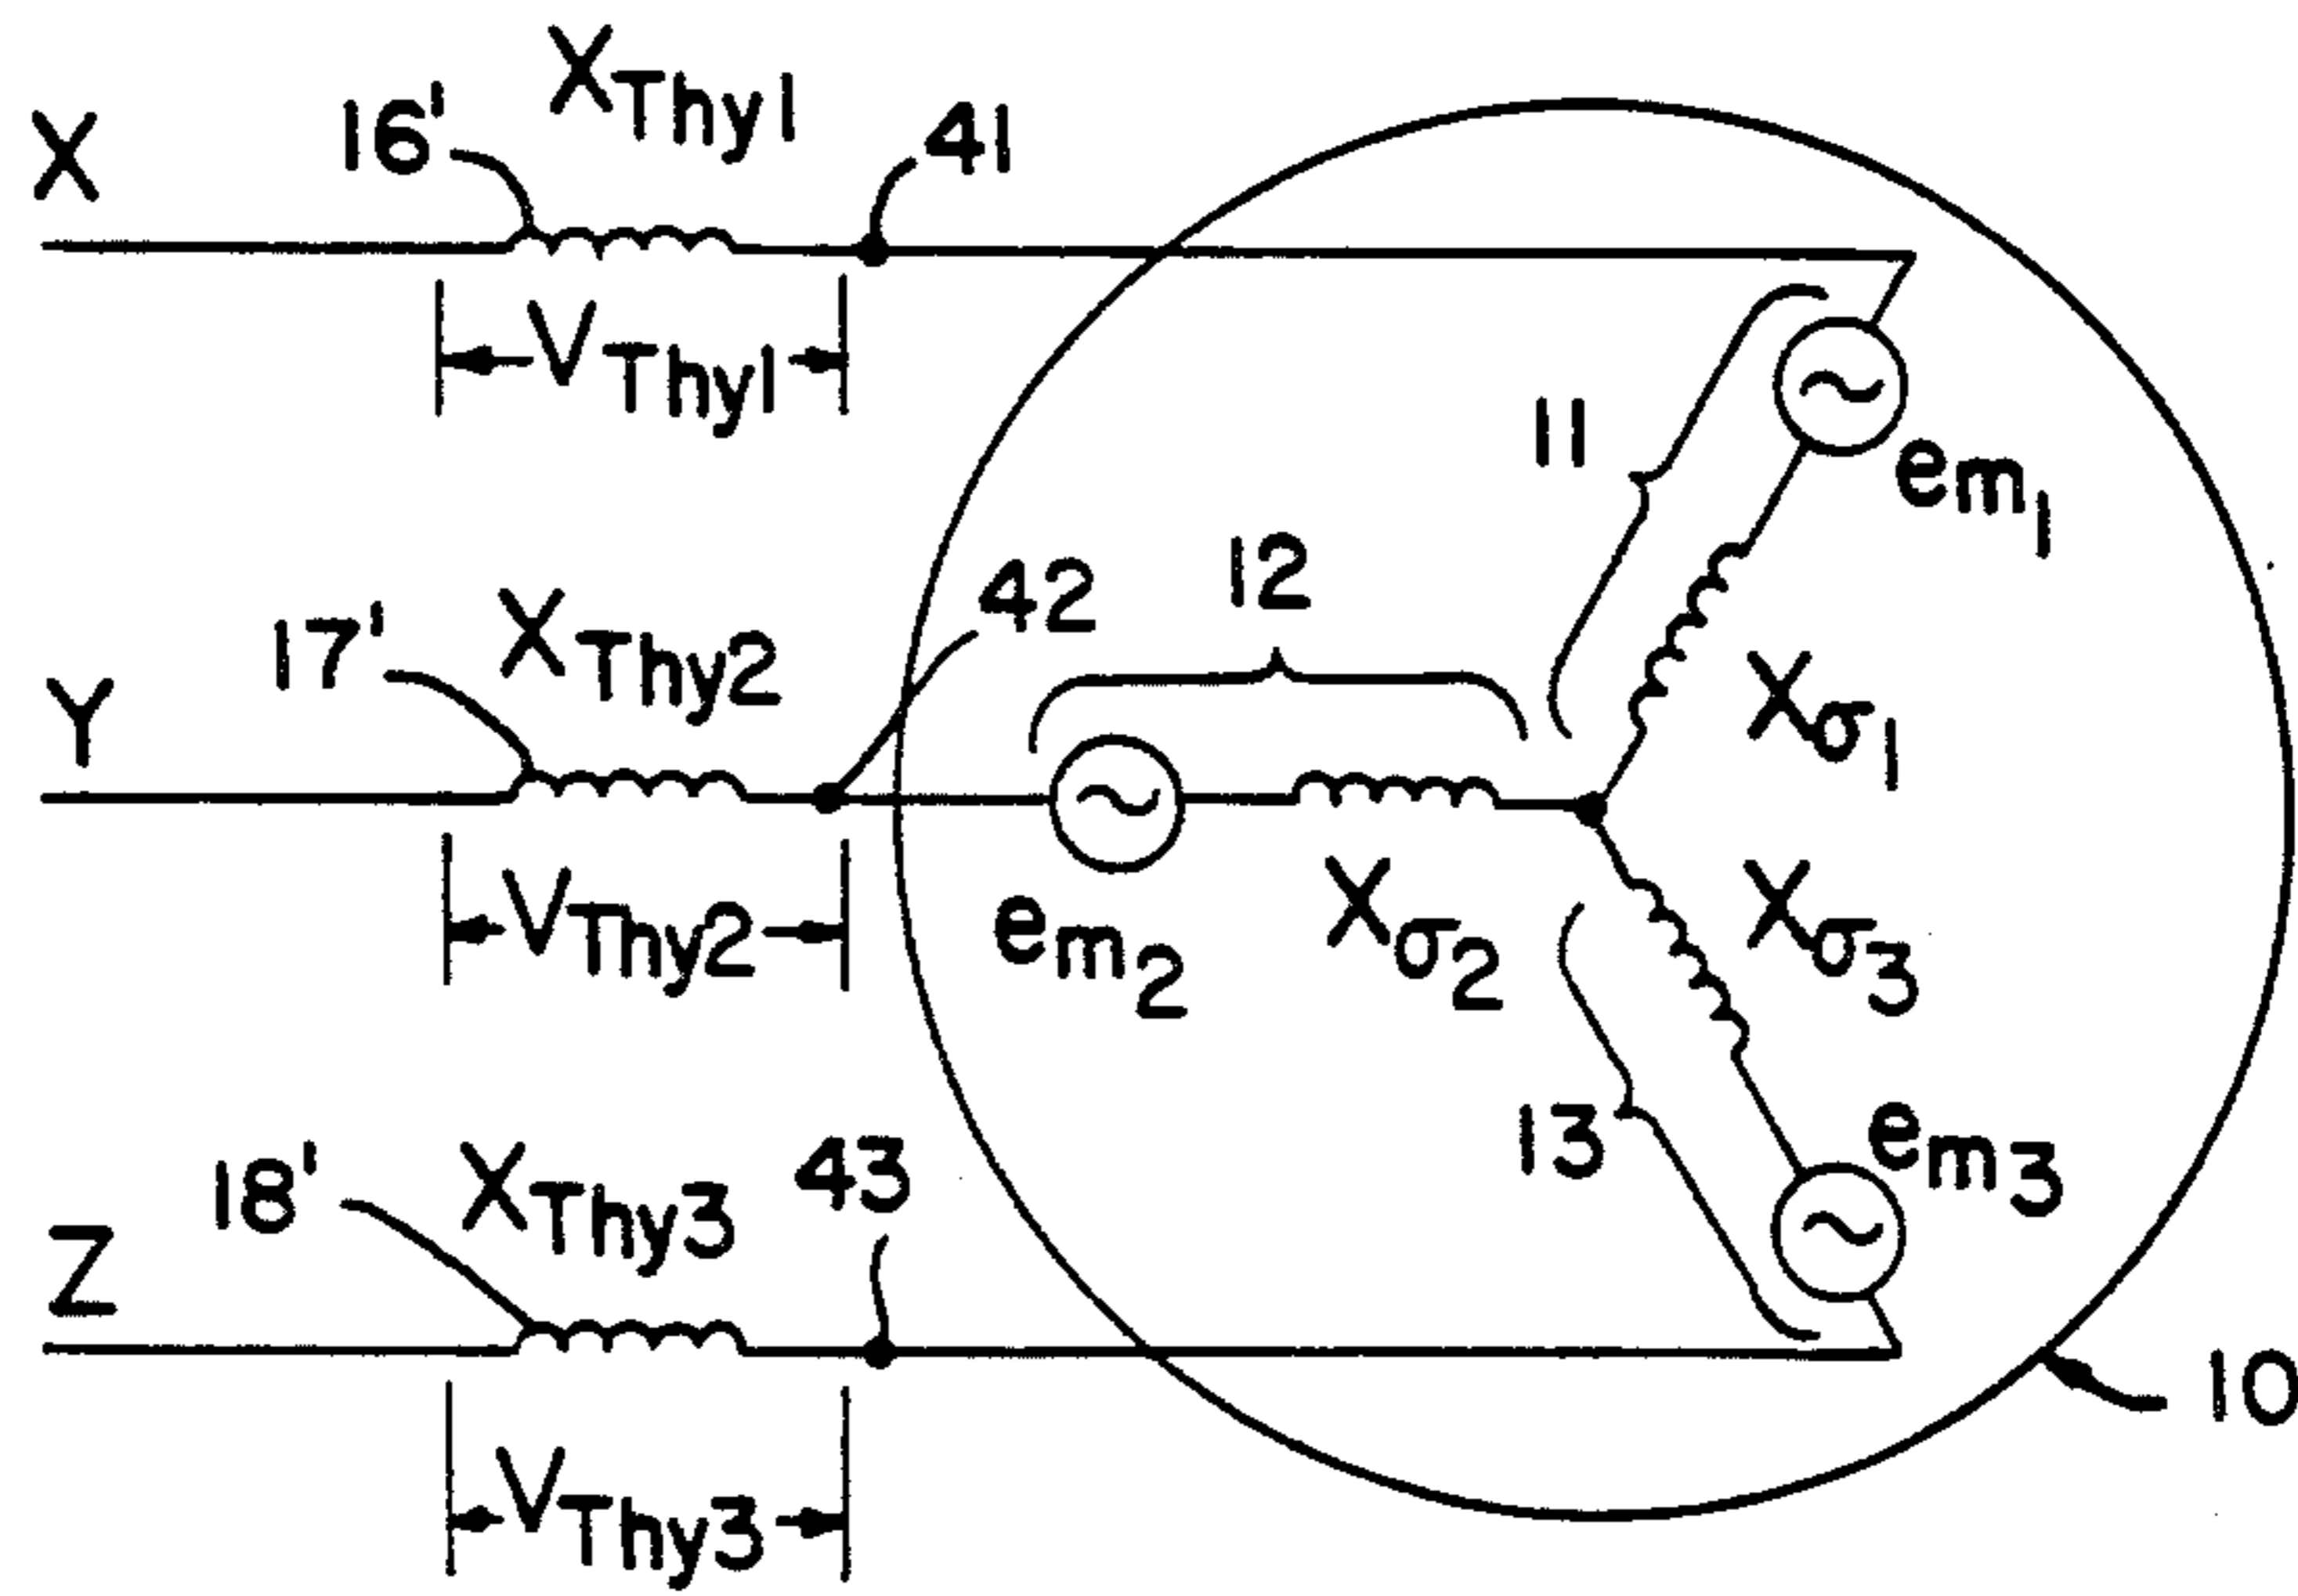 X
16'
XThy1
41
VThy1
11
em1
Y
17'
XThy2
42
12
Xσ1
VThy2
em2
Xσ2
Xσ3
Z
18'
XThy3
43
13
em3
10
VThy3